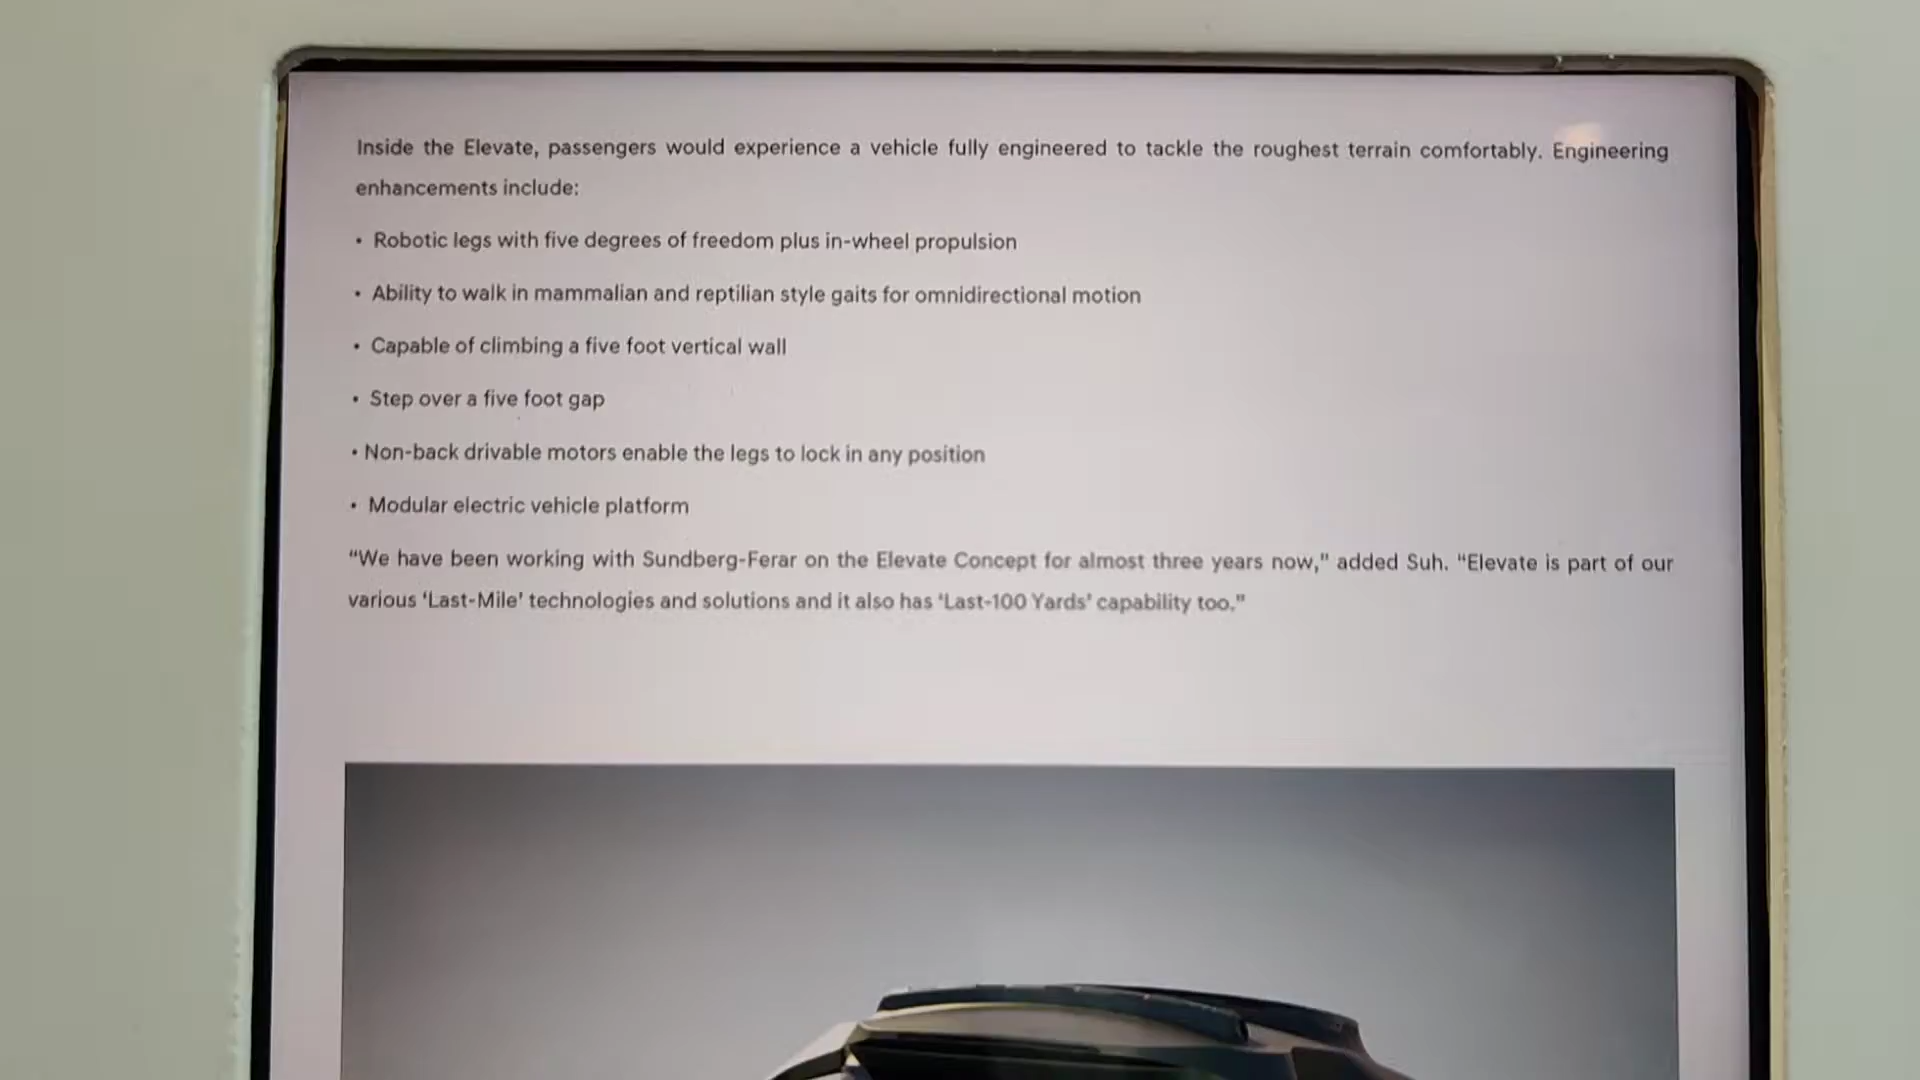 Inside the Elevate, passengers would experience a vehicle fully engineered to tackle the roughest terrain comfortably. Engineering
enhancements include:
• Robotic legs with five degrees of freedom plus in-wheel propulsion
• Ability to walk in mammalian and reptilian style gaits for omnidirectional motion
• Capable of climbing a five foot vertical wall
• Step over a five foot gap
• Non-back drivable motors enable the legs to lock in any position
• Modular electric vehicle platform
“We have been working with Sundberg-Ferar on the Elevate Concept for almost three years now,” added Suh. “Elevate is part of our
various ‘Last-Mile’ technologies and solutions and it also has ‘Last-100 Yards’ capability too.”